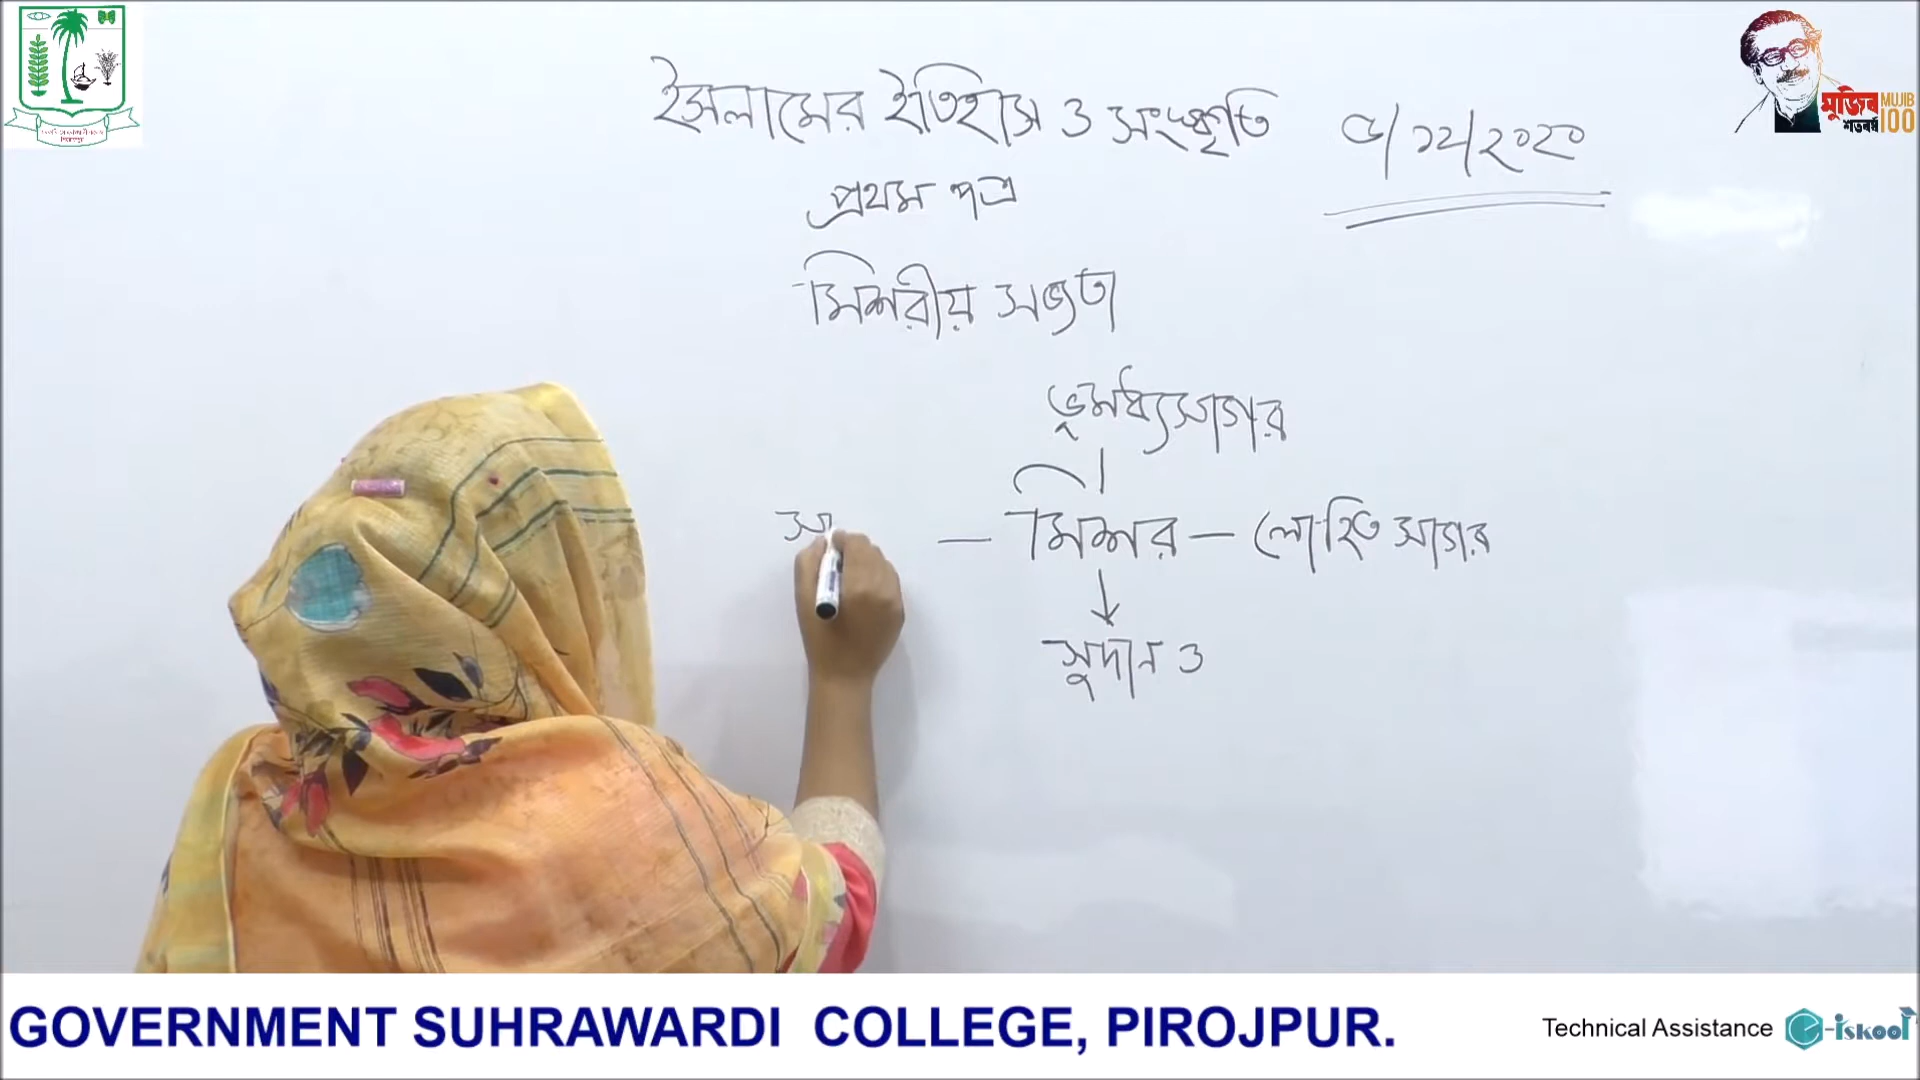 ইসলামের ইতিহাস ও সংস্কৃতি
৫/১২/২০২০
প্রথম পত্র
মিশরীয় সভ্যতা
ভূমধ্যসাগর
সা — মিশর — লোহিত সাগর
সুদান ও
মুজিব শতবর্ষ
MUJIB 100
GOVERNMENT SUHRAWARDI COLLEGE, PIROJPUR.
Technical Assistance e-iskool